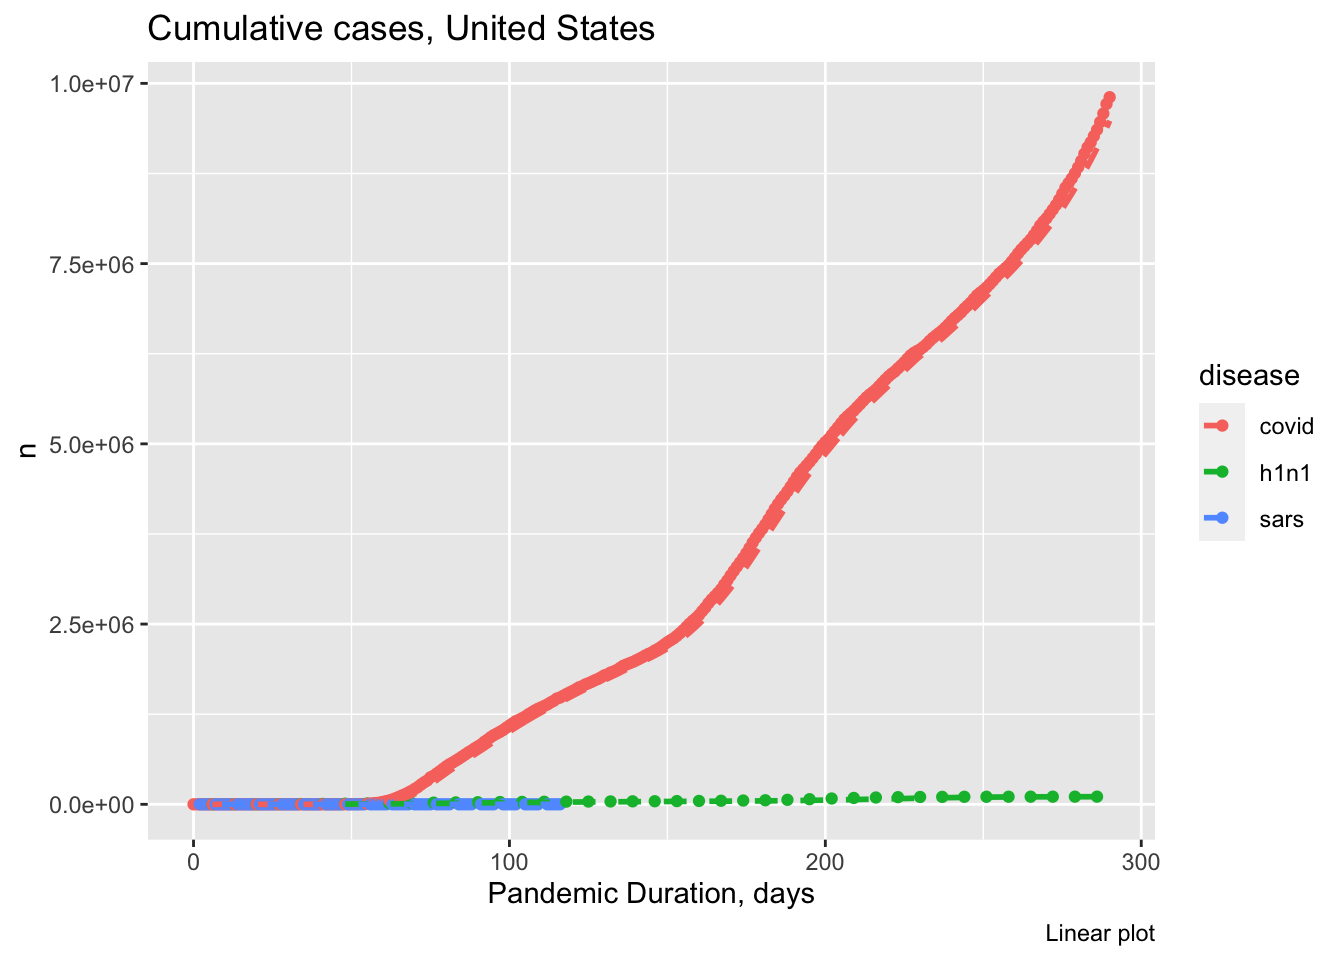 Cumulative cases, United States
1.0e+07
7.5e+06
5.0e+06
2.5e+06
0.0e+00
n
0 100 200 300
Pandemic Duration, days
disease
covid
h1n1
sars
Linear plot